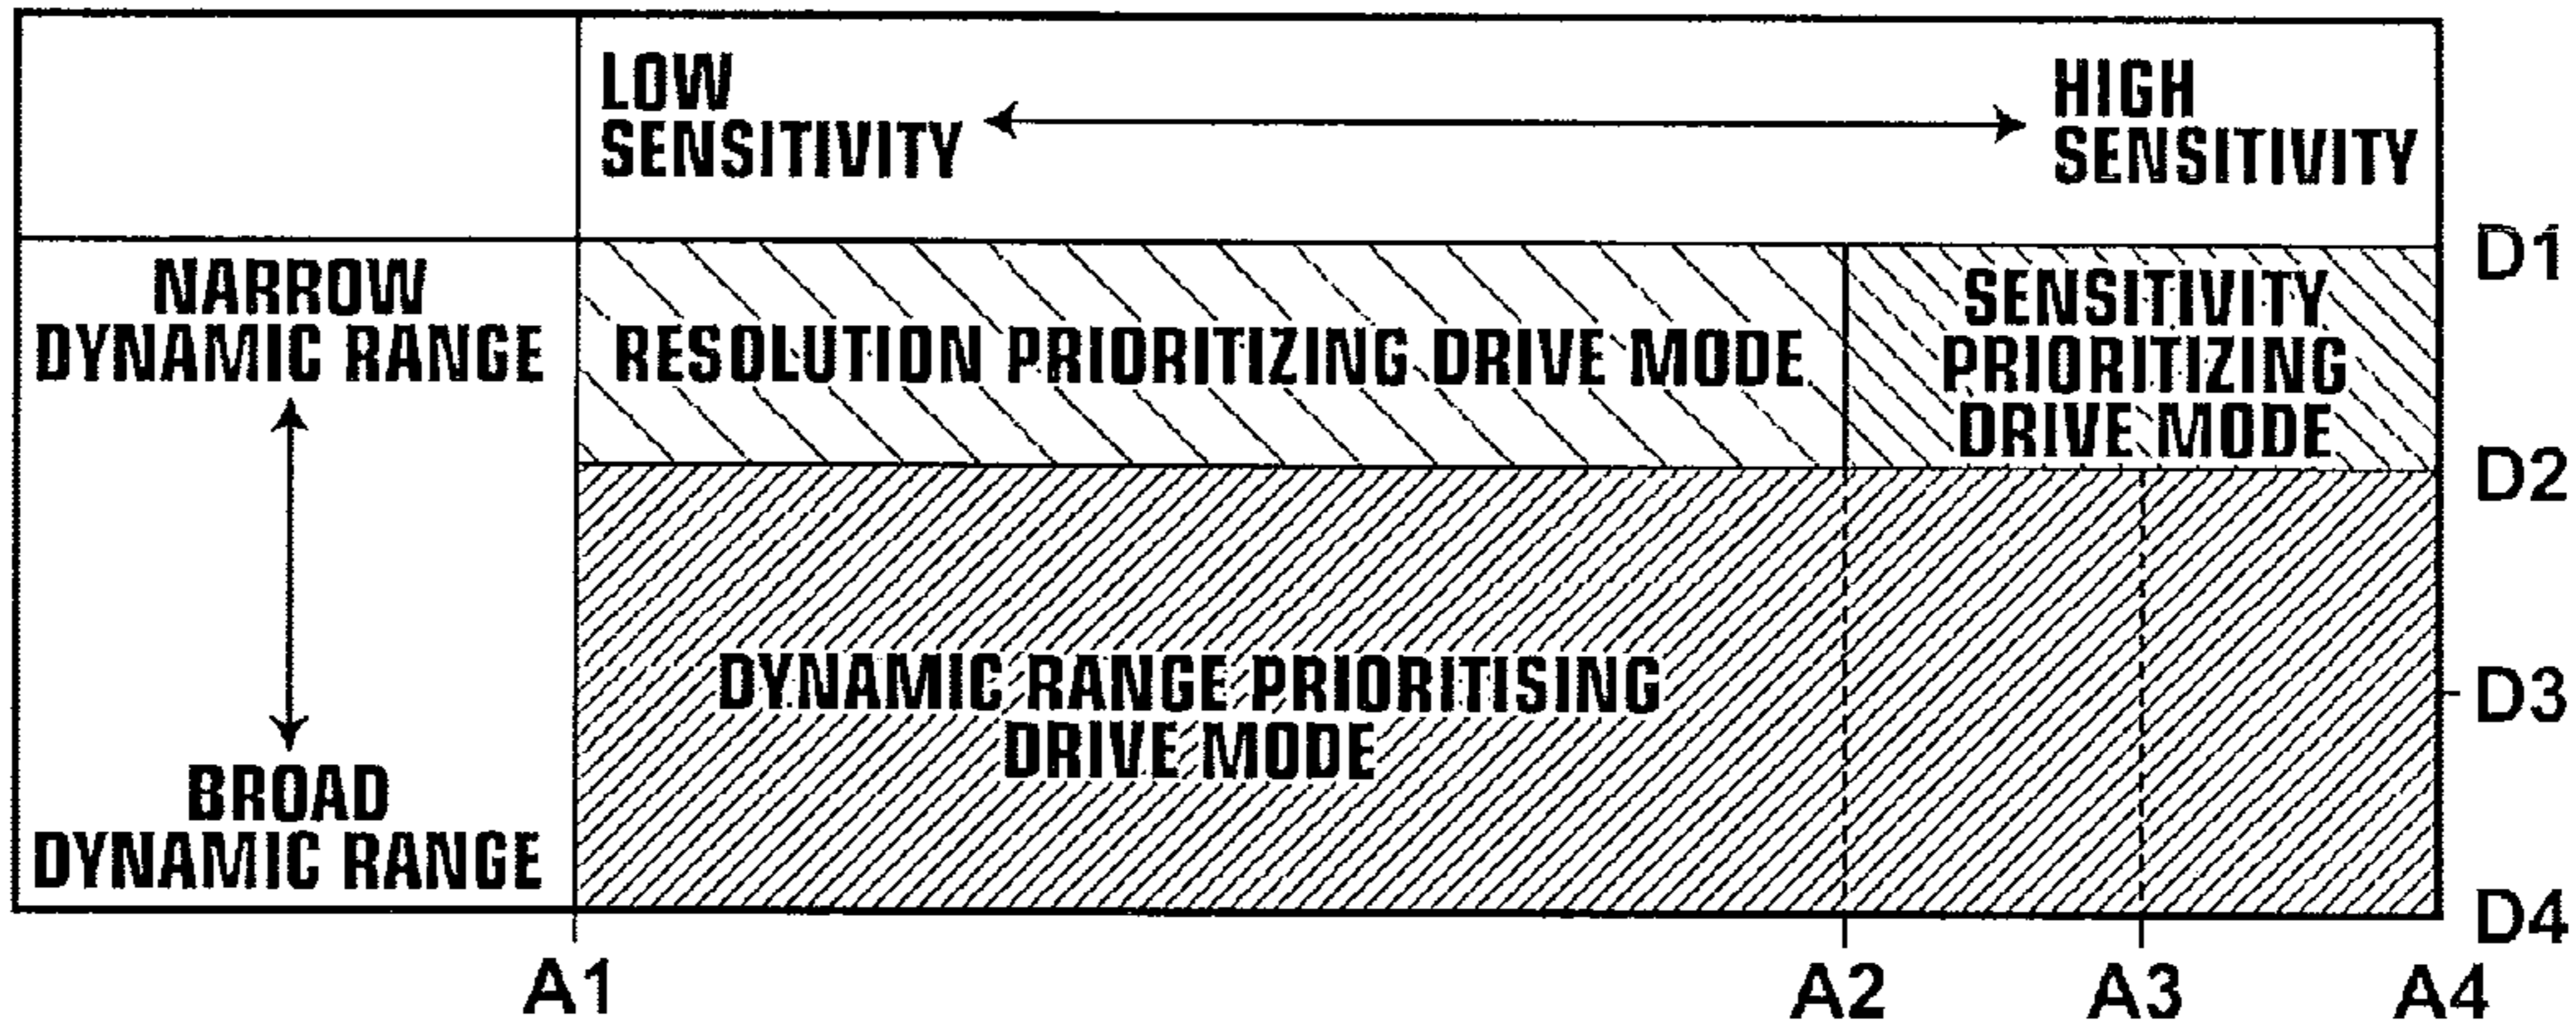 LOW
SENSITIVITY
HIGH
SENSITIVITY
NARROW
DYNAMIC RANGE
RESOLUTION PRIORITIZING DRIVE MODE
SENSITIVITY
PRIORITIZING
DRIVE MODE
D1
D2
DYNAMIC RANGE PRIORITISING
DRIVE MODE
D3
BROAD
DYNAMIC RANGE
D4
A1
A2
A3
A4